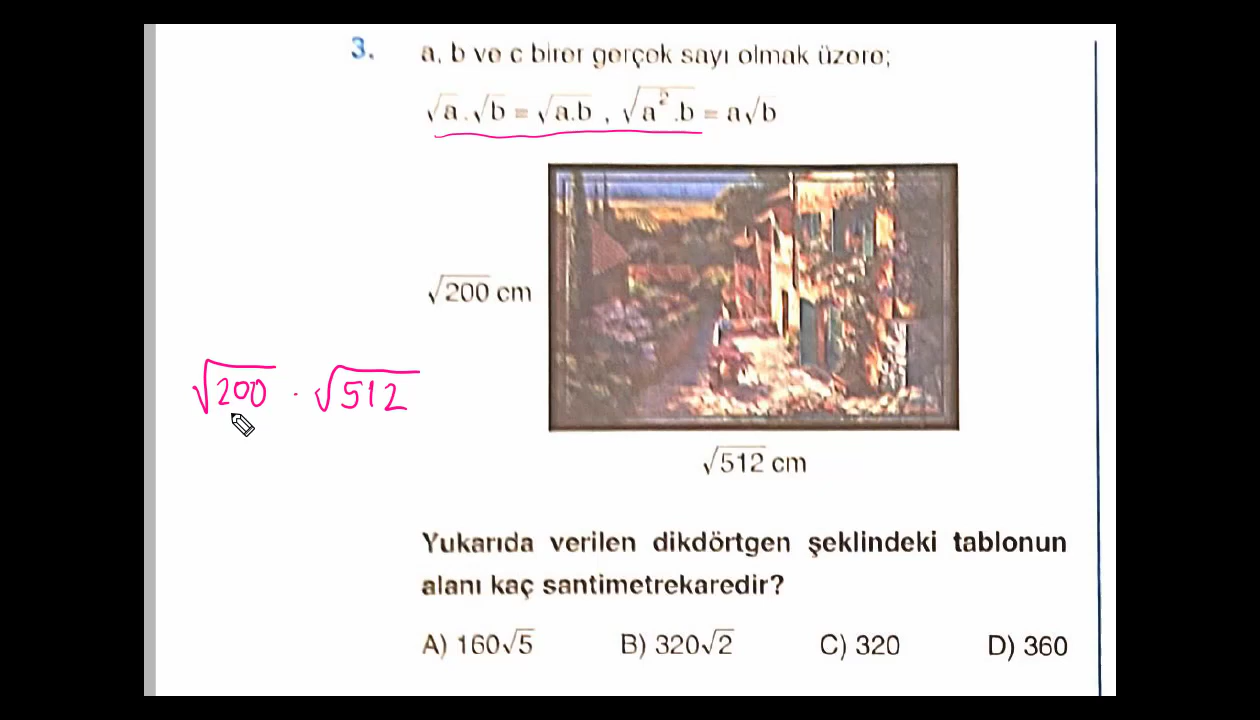 3. a, b ve c birer gerçek sayı olmak üzere;
√a.√b = √a.b , √a².b = a√b
√200 cm
√200 . √512
√512 cm
Yukarıda verilen dikdörtgen şeklindeki tablonun
alanı kaç santimetrekaredir?
A) 160√5 B) 320√2 C) 320 D) 360